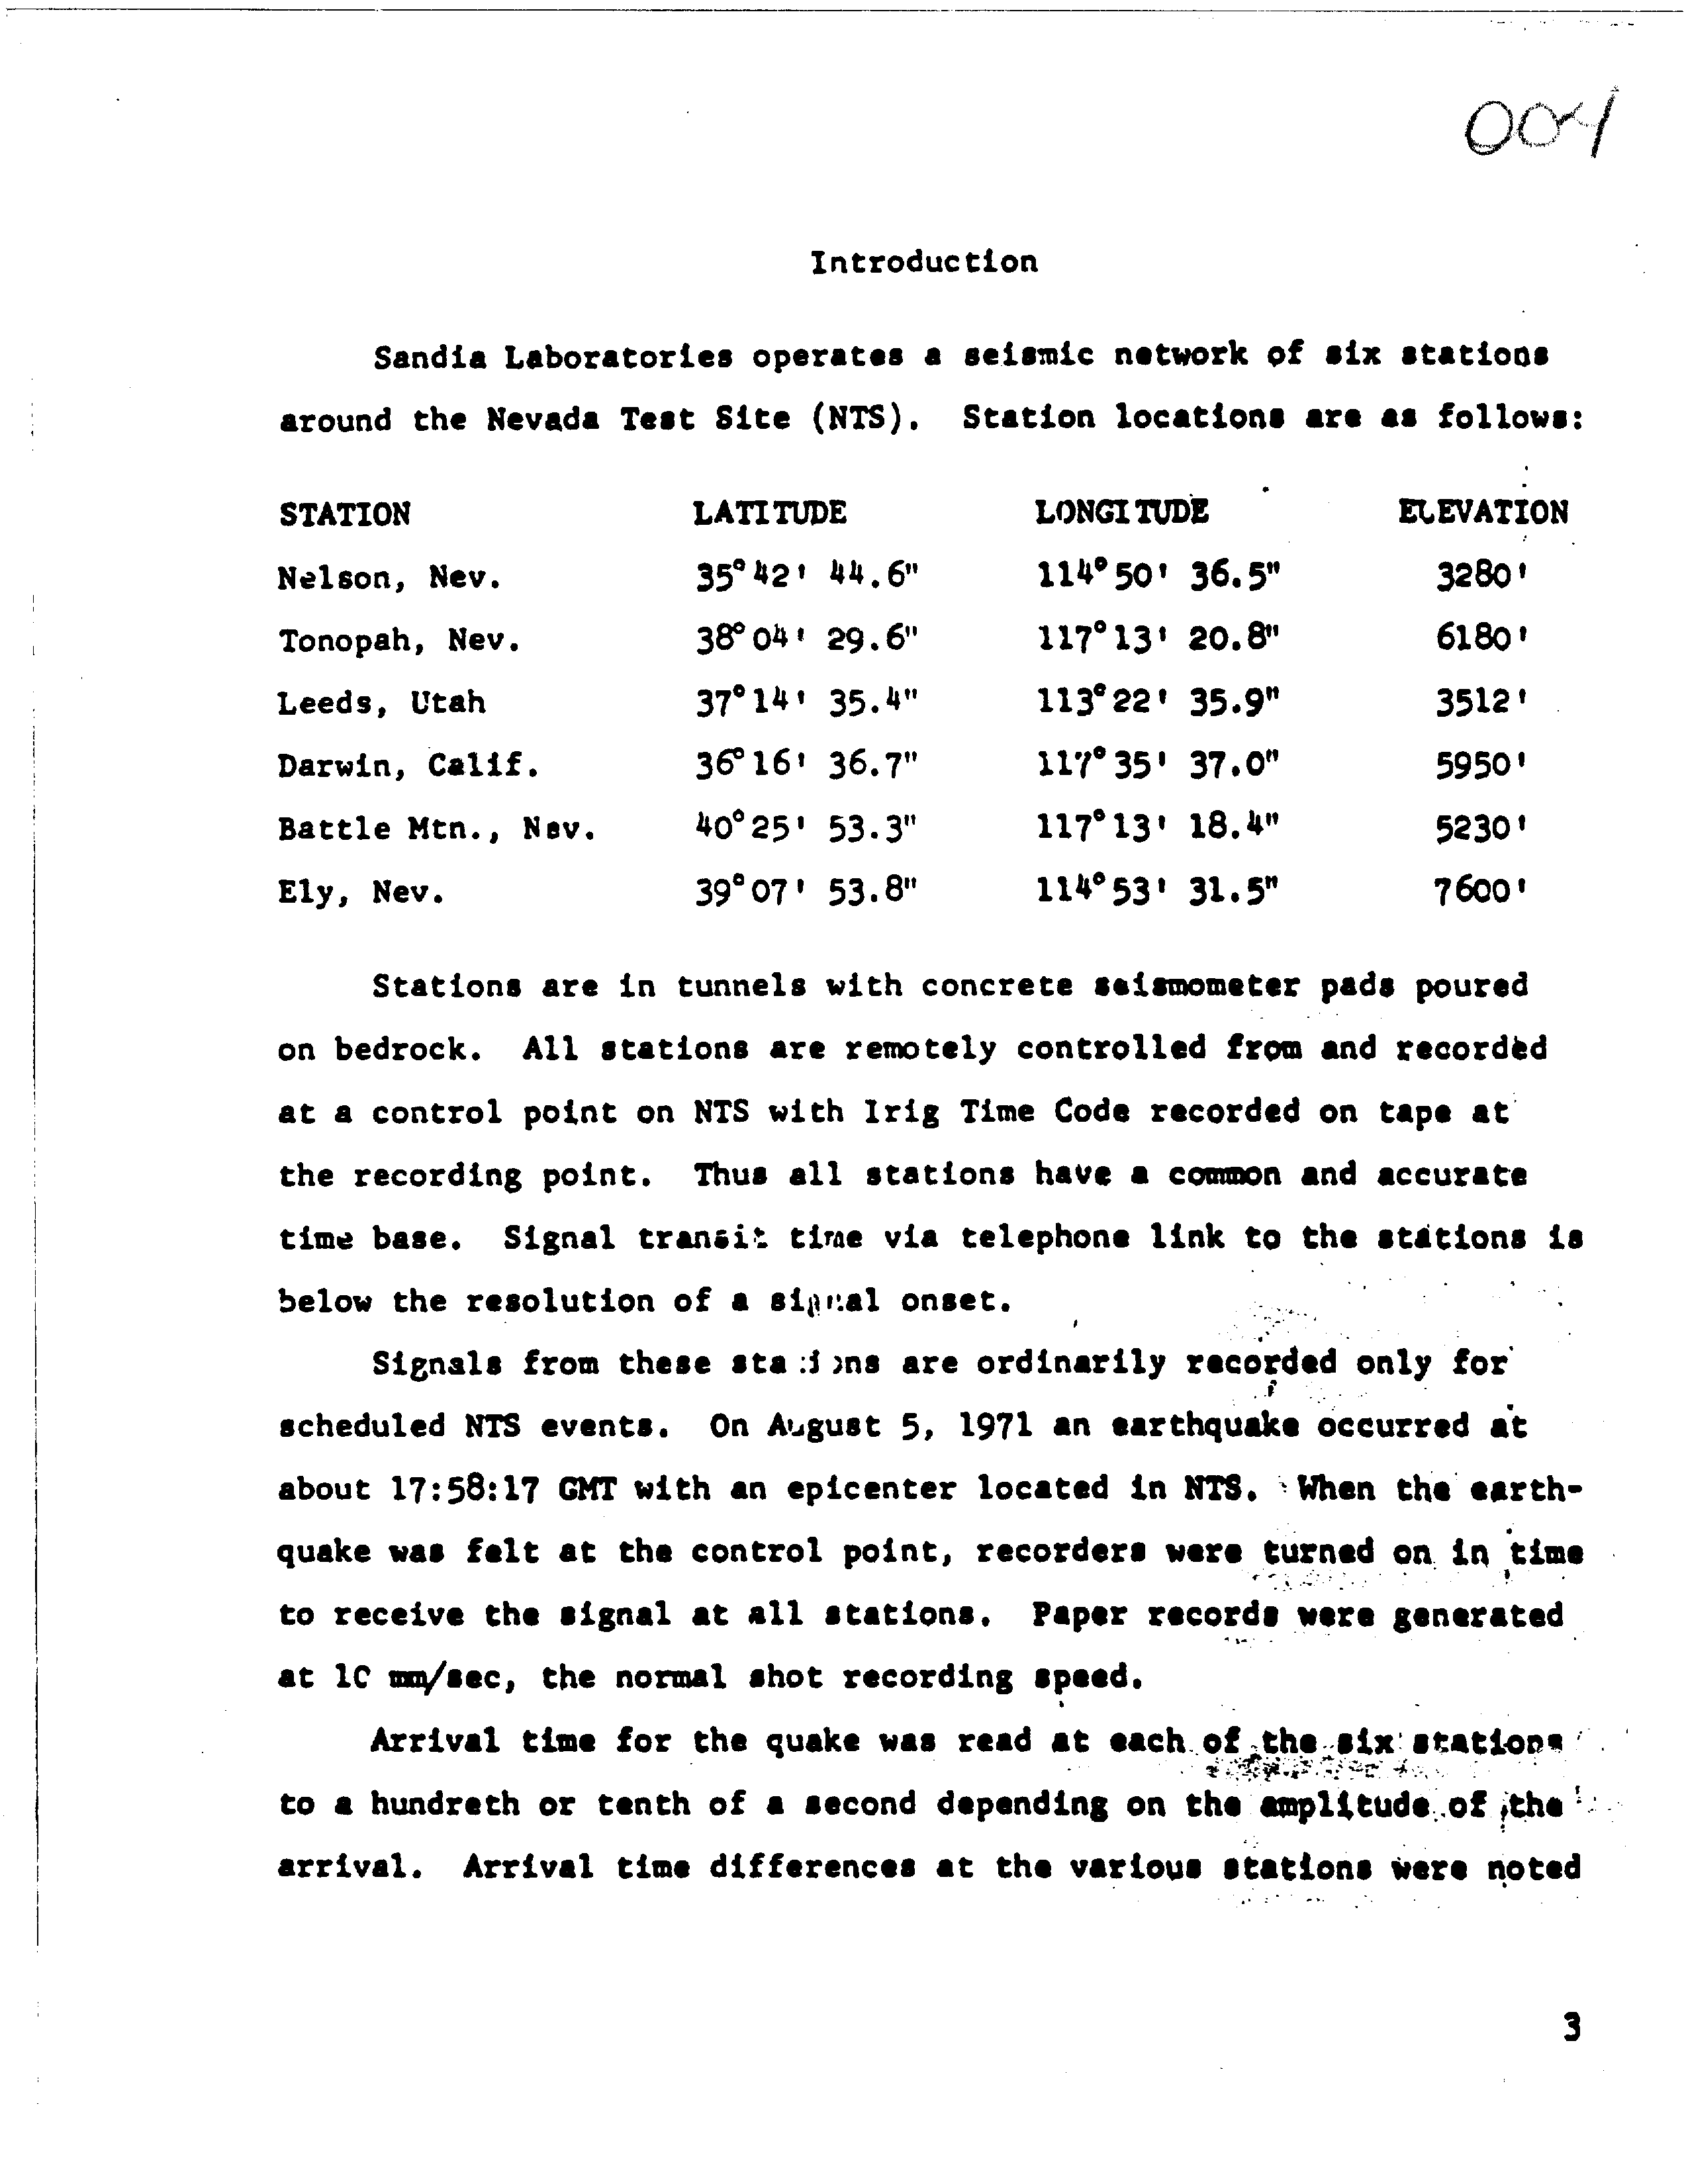 004
Introduction
Sandia Laboratories operates a seismic network of six stations
around the Nevada Test Site (NTS). Station locations are as follows:
STATION LATITUDE LONGITUDE ELEVATION
Nelson, Nev. 35°42' 44.6" 114°50' 36.5" 3280'
Tonopah, Nev. 38°04' 29.6" 117°13' 20.8" 6180'
Leeds, Utah 37°14' 35.4" 113°22' 35.9" 3512'
Darwin, Calif. 36°16' 36.7" 117°35' 37.0" 5950'
Battle Mtn., Nev. 40°25' 53.3" 117°13' 18.4" 5230'
Ely, Nev. 39°07' 53.8" 114°53' 31.5" 7600'
Stations are in tunnels with concrete seismometer pads poured
on bedrock. All stations are remotely controlled from and recorded
at a control point on NTS with Irig Time Code recorded on tape at
the recording point. Thus all stations have a common and accurate
time base. Signal transit time via telephone link to the stations is
below the resolution of a signal onset.
Signals from these stations are ordinarily recorded only for
scheduled NTS events. On August 5, 1971 an earthquake occurred at
about 17:58:17 GMT with an epicenter located in NTS. When the earth-
quake was felt at the control point, recorders were turned on in time
to receive the signal at all stations. Paper records were generated
at 10 mm/sec, the normal shot recording speed.
Arrival time for the quake was read at each of the six stations
to a hundreth or tenth of a second depending on the amplitude of the
arrival. Arrival time differences at the various stations were noted
3